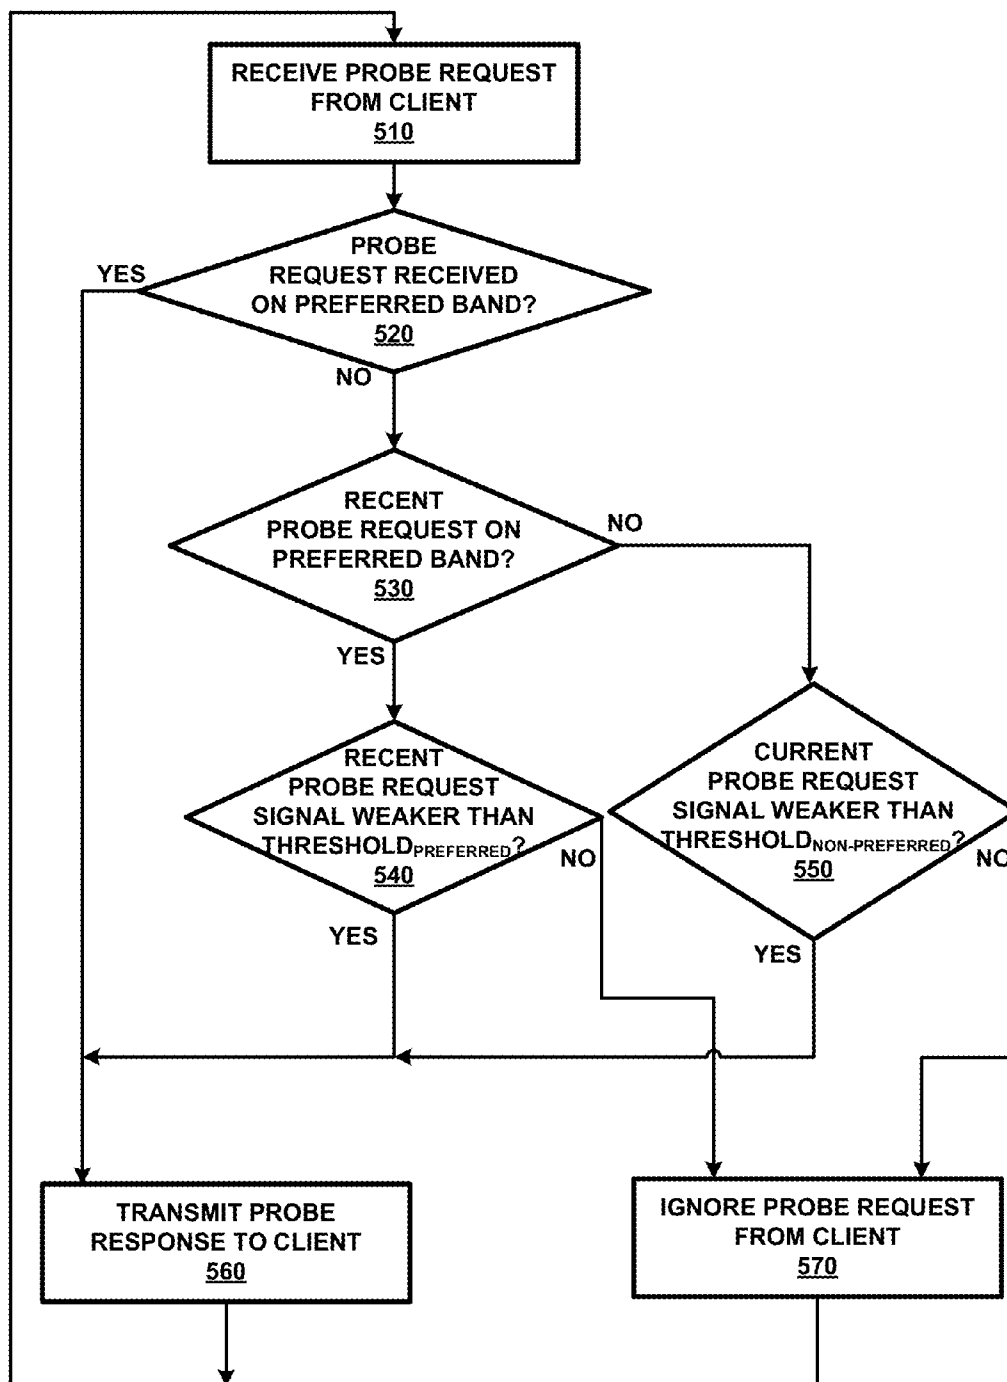 RECEIVE PROBE REQUEST
FROM CLIENT
510
PROBE
REQUEST RECEIVED
ON PREFERRED BAND?
520
YES
NO
RECENT
PROBE REQUEST ON
PREFERRED BAND?
530
NO
YES
RECENT
PROBE REQUEST
SIGNAL WEAKER THAN
THRESHOLDPREFERRED?
540
NO
YES
CURRENT
PROBE REQUEST
SIGNAL WEAKER THAN
THRESHOLDNON-PREFERRED?
550
NO
YES
TRANSMIT PROBE
RESPONSE TO CLIENT
560
IGNORE PROBE REQUEST
FROM CLIENT
570